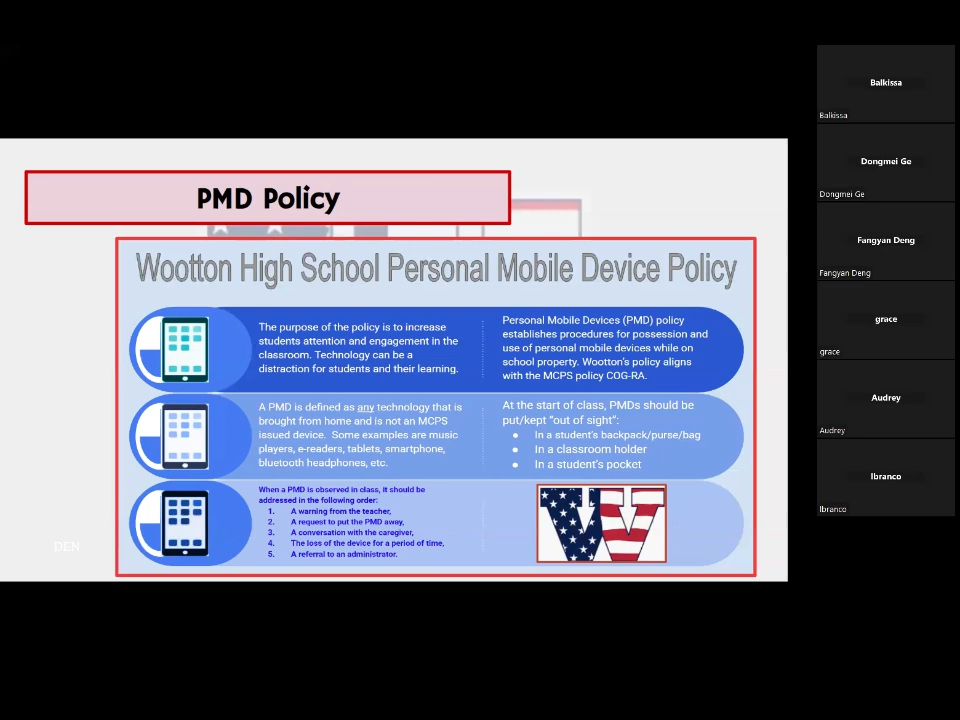 PMD Policy
Wootton High School Personal Mobile Device Policy
The purpose of the policy is to increase
students attention and engagement in the
classroom. Technology can be a
distraction for students and their learning.
Personal Mobile Devices (PMD) policy
establishes procedures for possession and
use of personal mobile devices while on
school property. Wootton's policy aligns
with the MCPS policy COG-RA.
A PMD is defined as any technology that is
brought from home and is not an MCPS
issued device. Some examples are music
players, e-readers, tablets, smartphone,
bluetooth headphones, etc.
At the start of class, PMDs should be
put/kept "out of sight":
● In a student's backpack/purse/bag
● In a classroom holder
● In a student's pocket
When a PMD is observed in class, it should be
addressed in the following order:
1. A warning from the teacher,
2. A request to put the PMD away,
3. A conversation with the caregiver,
4. The loss of the device for a period of time,
5. A referral to an administrator.
W
DEN
Balkissa
Balkissa
Dongmei Ge
Dongmei Ge
Fangyan Deng
Fangyan Deng
grace
grace
Audrey
Audrey
lbranco
lbranco